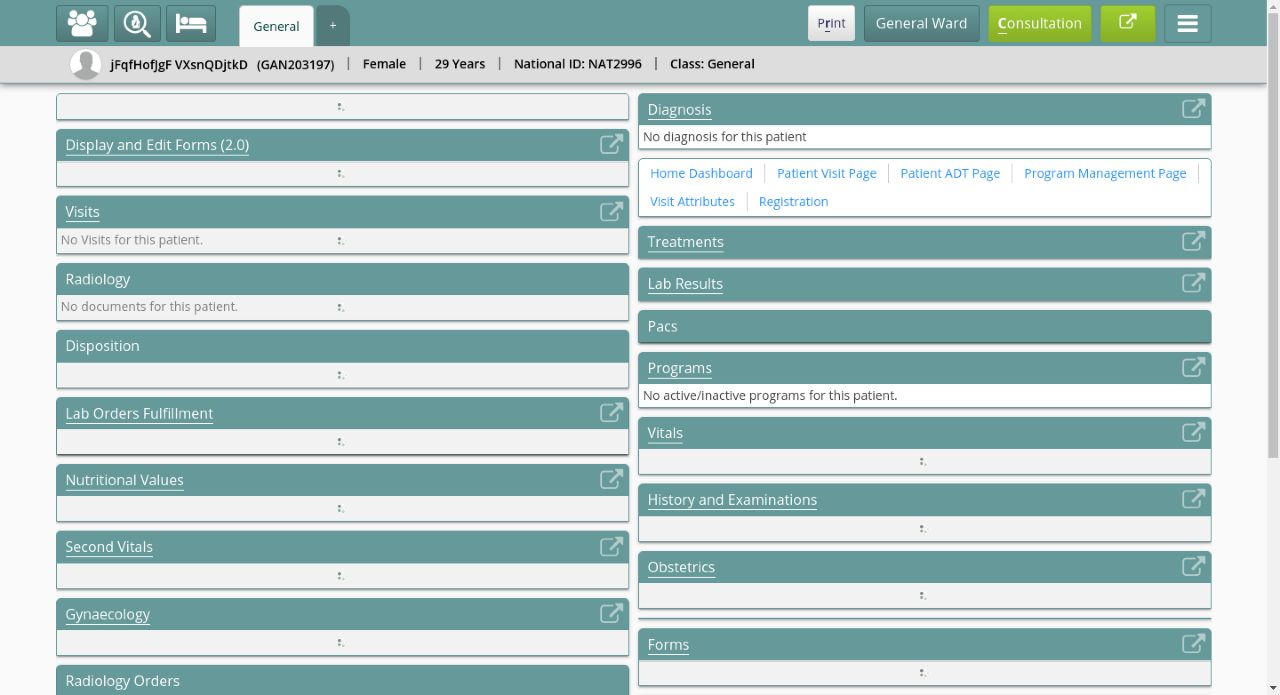 General
+
Print
General Ward
Consultation
jFqfHofJgF VXsnQDjtkD (GAN203197) | Female | 29 Years | National ID: NAT2996 | Class: General
Display and Edit Forms (2.0)
Visits
No Visits for this patient.
Radiology
No documents for this patient.
Disposition
Lab Orders Fulfillment
Nutritional Values
Second Vitals
Gynaecology
Radiology Orders
Diagnosis
No diagnosis for this patient
Home Dashboard
Patient Visit Page
Patient ADT Page
Program Management Page
Visit Attributes
Registration
Treatments
Lab Results
Pacs
Programs
No active/inactive programs for this patient.
Vitals
History and Examinations
Obstetrics
Forms